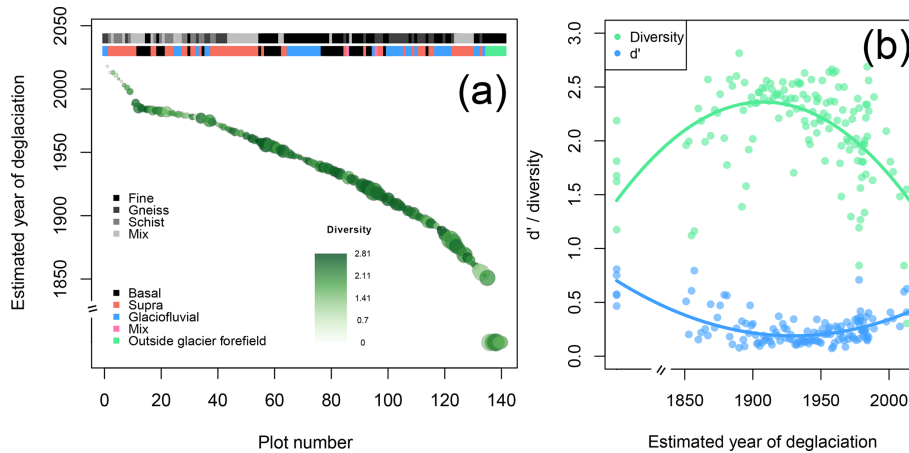 2050
2000
1950
1900
1850
Estimated year of deglaciation
(a)
Fine
Gneiss
Schist
Mix
Basal
Supra
Glaciofluvial
Mix
Outside glacier forefield
Diversity
2.81
2.11
1.41
0.70
0
0 20 40 60 80 100 120 140
Plot number
(b)
Diversity
d'
3.0
2.5
2.0
1.5
1.0
0.5
0.0
d' / diversity
1850 1900 1950 2000
Estimated year of deglaciation